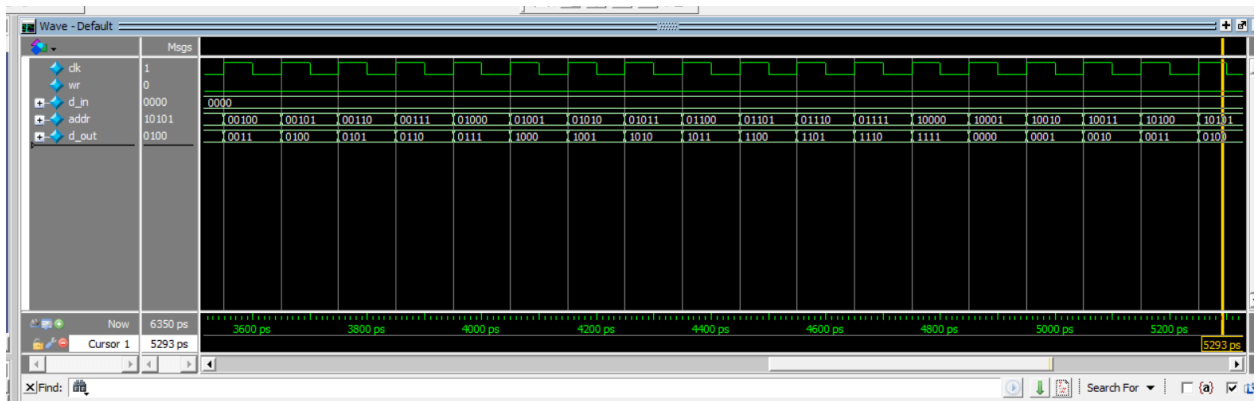 Wave - Default
Msgs
clk 1
wr 0
d_in 0000 0000
addr 10101 00100 00101 00110 00111 01000 01001 01010 01011 01100 01101 01110 01111 10000 10001 10010 10011 10100 10101
d_out 0100 0011 0100 0101 0110 0111 1000 1001 1010 1011 1100 1101 1110 1111 0000 0001 0010 0011 0100
Now 6350 ps 3600 ps 3800 ps 4000 ps 4200 ps 4400 ps 4600 ps 4800 ps 5000 ps 5200 ps
Cursor 1 5293 ps 5293 ps
Find: Search For {a}